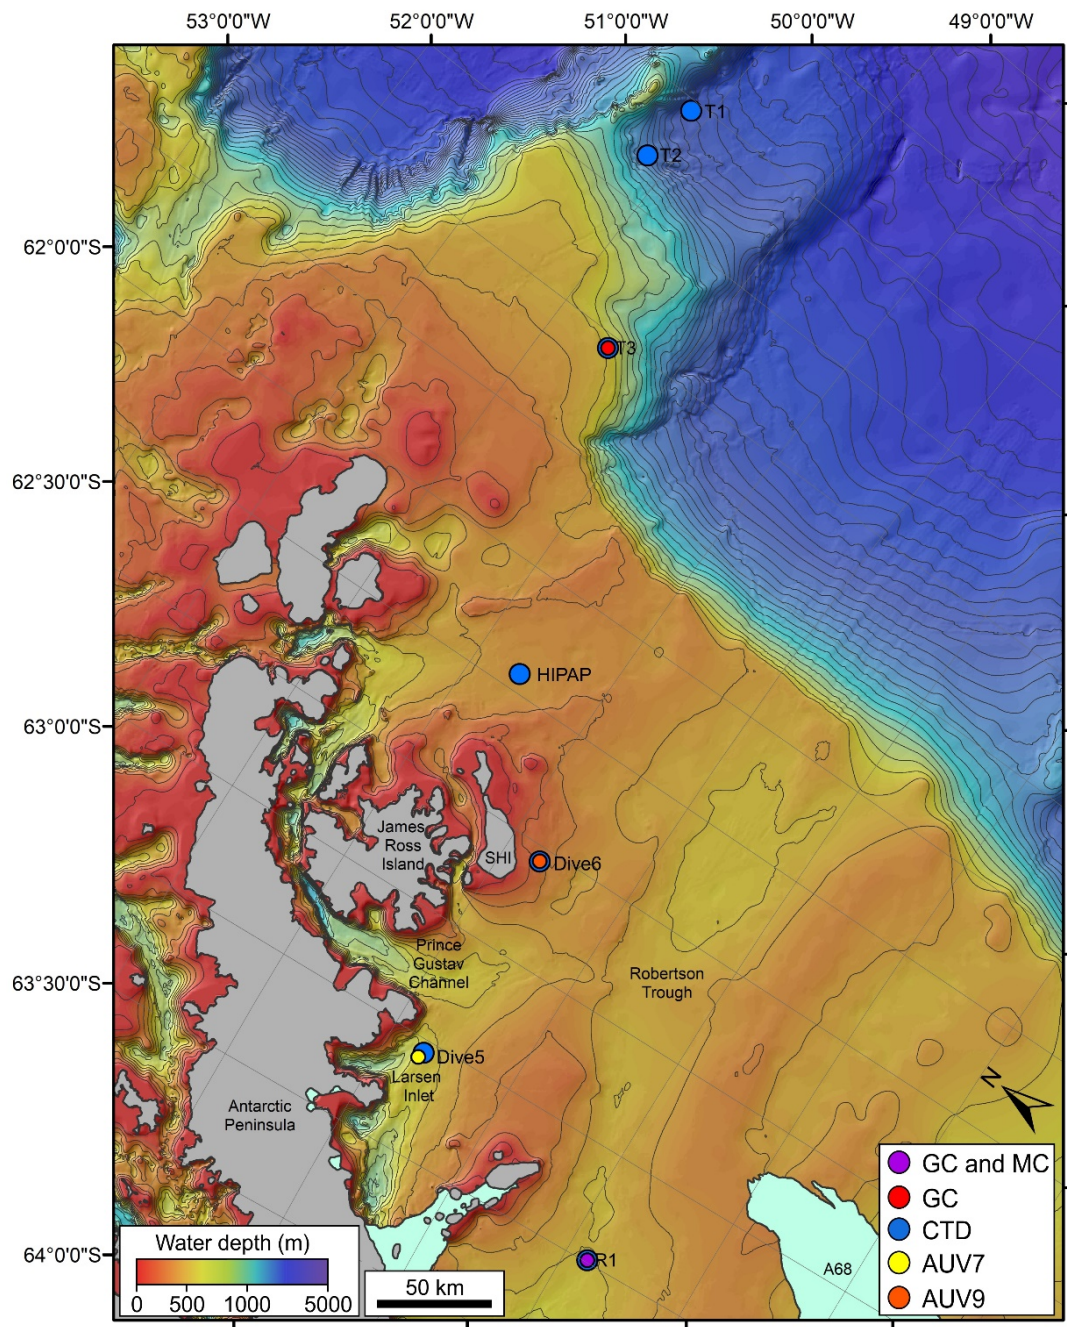 53°0'0"W
52°0'0"W
51°0'0"W
50°0'0"W
49°0'0"W
T1
T2
62°0'0"S
T3
62°30'0"S
HIPAP
63°0'0"S
James
Ross
Island
SHI
Dive6
Prince
Gustav
Channel
Robertson
Trough
63°30'0"S
Dive5
Larsen
Inlet
Antarctic
Peninsula
N
GC and MC
GC
CTD
AUV7
AUV9
Water depth (m)
0
500
1000
5000
64°0'0"S
50 km
R1
A68